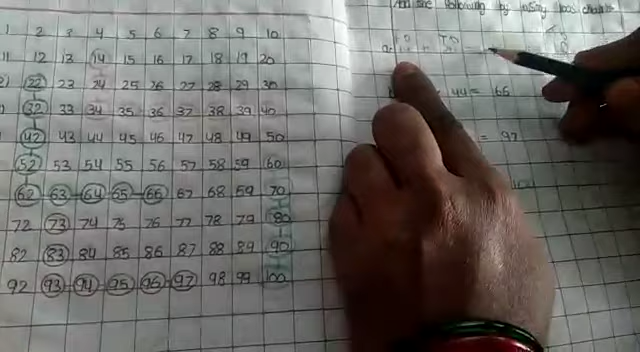 Add the following by using 100s chart
1 2 3 4 5 6 7 8 9 10
11 12 13 14 15 16 17 18 19 20
22 23 24 25 26 27 28 29 30
32 33 34 35 36 37 38 39 40
42 43 44 45 46 47 48 49 50
52 53 54 55 56 57 58 59 60
62 63 64 65 66 67 68 69 70
72 73 74 75 76 77 78 79 80
82 83 84 85 86 87 88 89 90
92 93 94 95 96 97 98 99 100
44 = 65
= 97